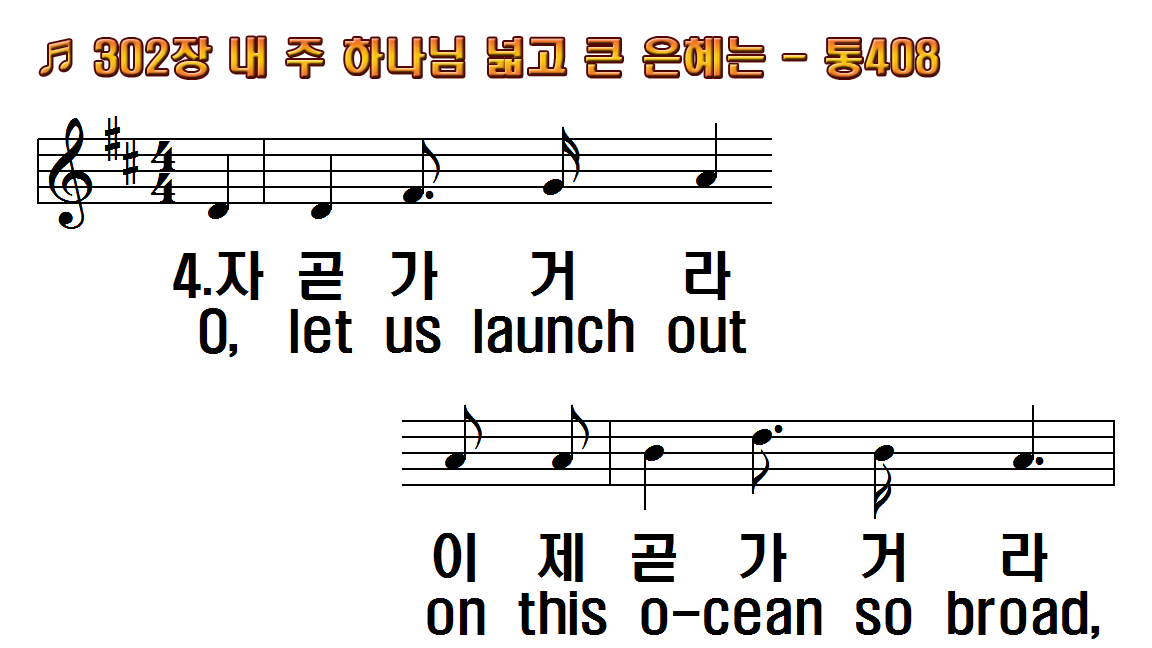 ♬ 302장 내 주 하나님 넓고 큰 은혜는 - 통408
4.자 곧 가 거 라
O, let us launch out
이 제 곧 가 거 라
on this o-cean so broad,